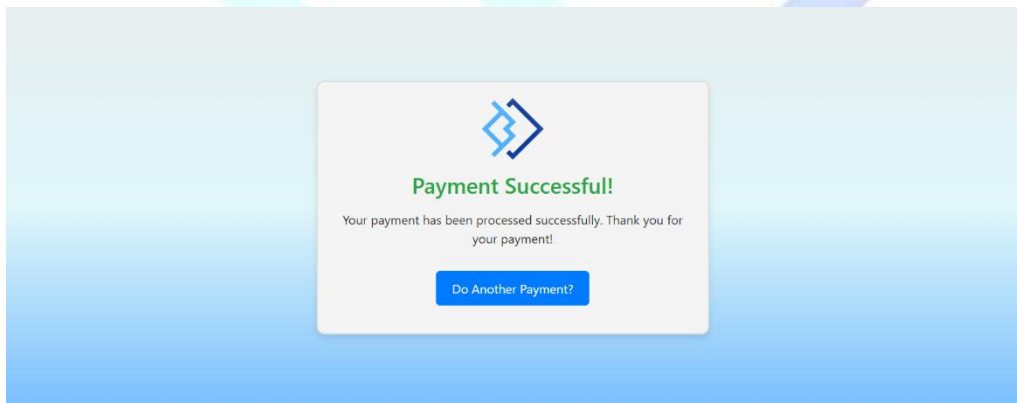 Payment Successful!
Your payment has been processed successfully. Thank you for
your payment!
Do Another Payment?